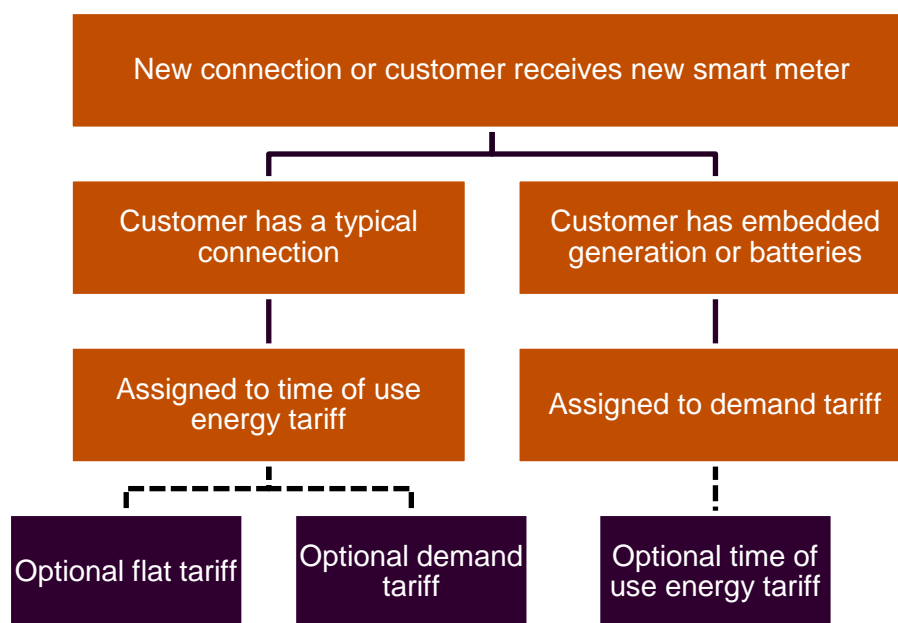 New connection or customer receives new smart meter
Customer has a typical
connection
Customer has embedded
generation or batteries
Assigned to time of use
energy tariff
Assigned to demand tariff
Optional flat tariff
Optional demand
tariff
Optional time of
use energy tariff